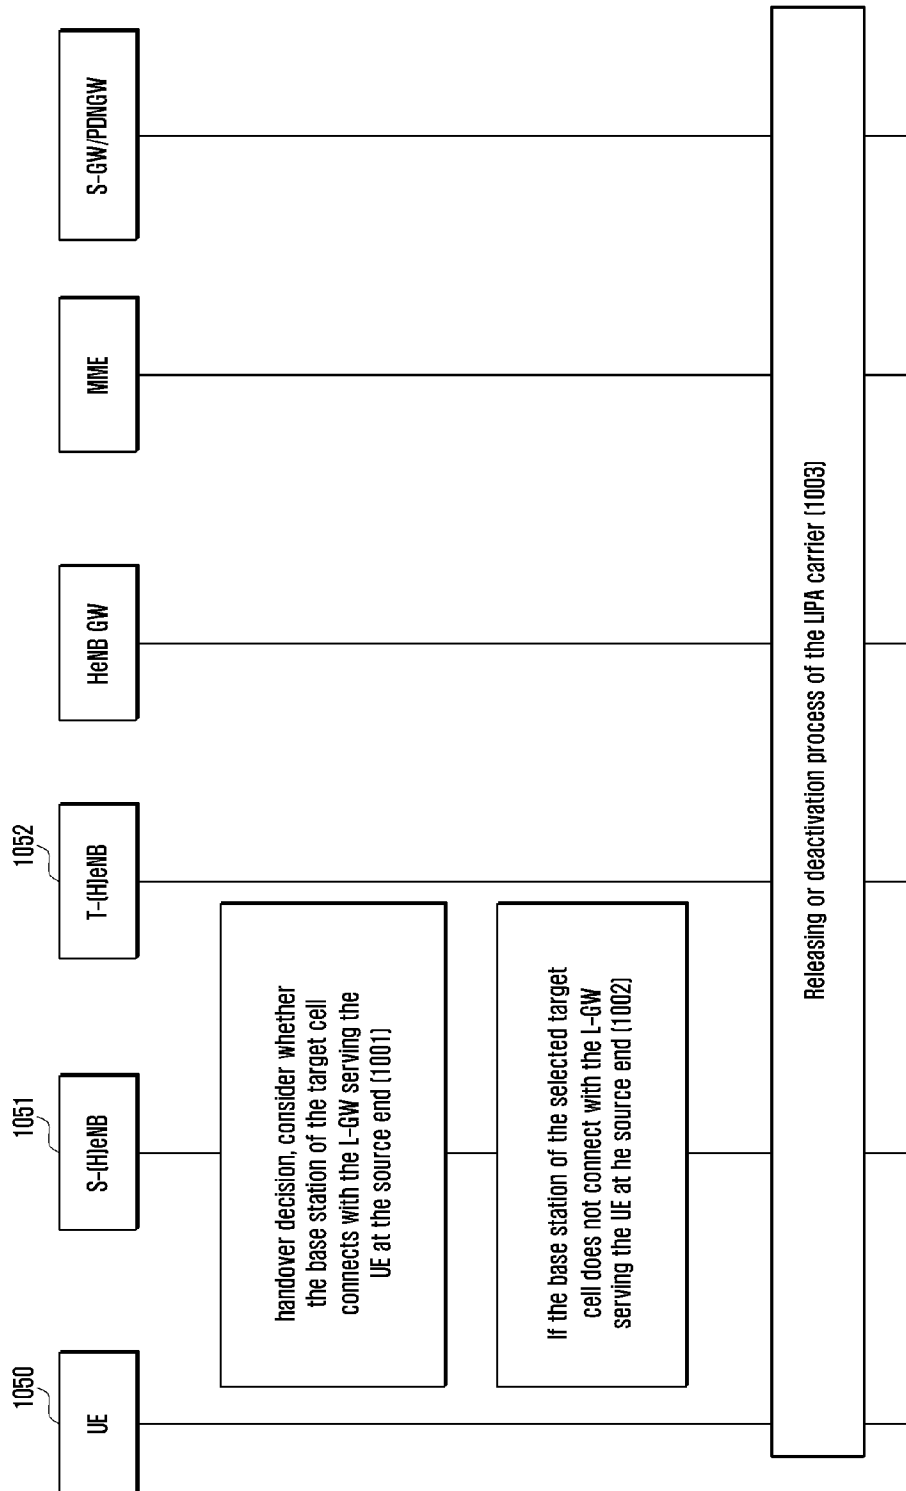 1050
1051
1052
UE
S-(H)eNB
T-(H)eNB
HeNB GW
MME
S-GW/PDNGW
handover decision, consider whether
the base station of the target cell
connects with the L-GW serving the
UE at the source end (1001)
If the base station of the selected target
cell does not connect with the L-GW
serving the UE at he source end (1002)
Releasing or deactivation process of the LIPA carrier (1003)